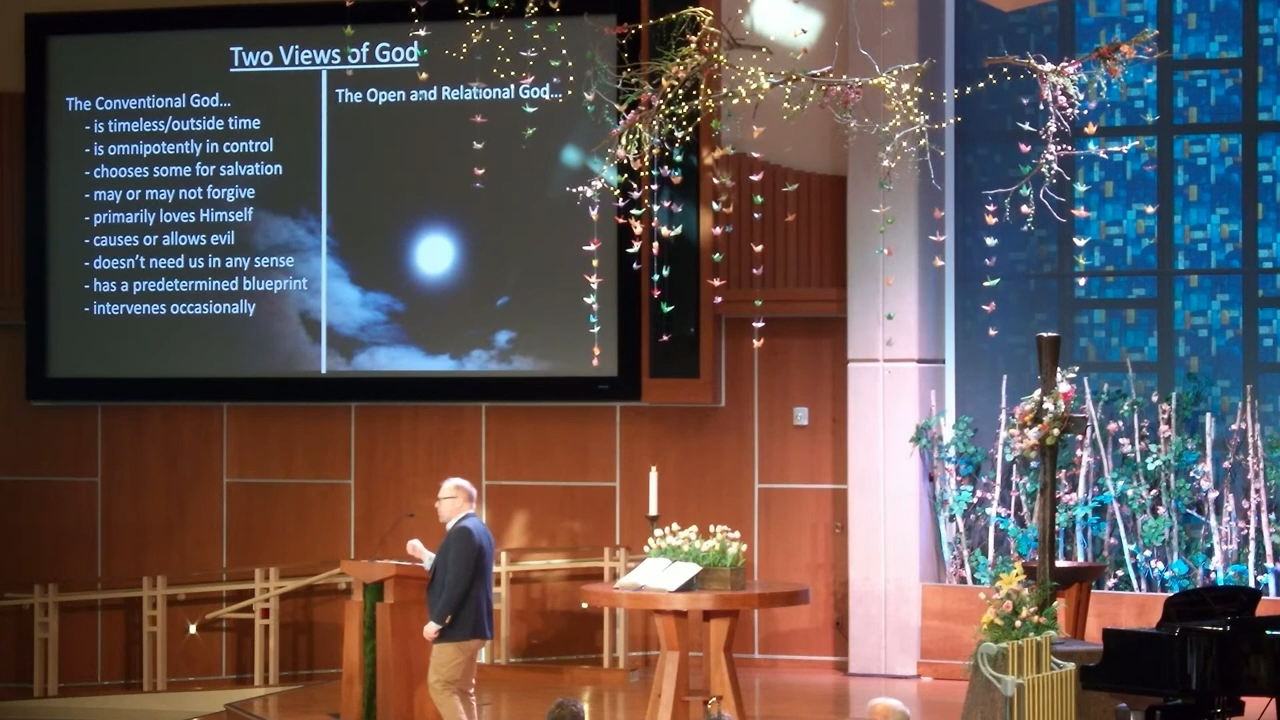 Two Views of God
The Conventional God...
- is timeless/outside time
- is omnipotently in control
- chooses some for salvation
- may or may not forgive
- primarily loves Himself
- causes or allows evil
- doesn't need us in any sense
- has a predetermined blueprint
- intervenes occasionally
The Open and Relational God...